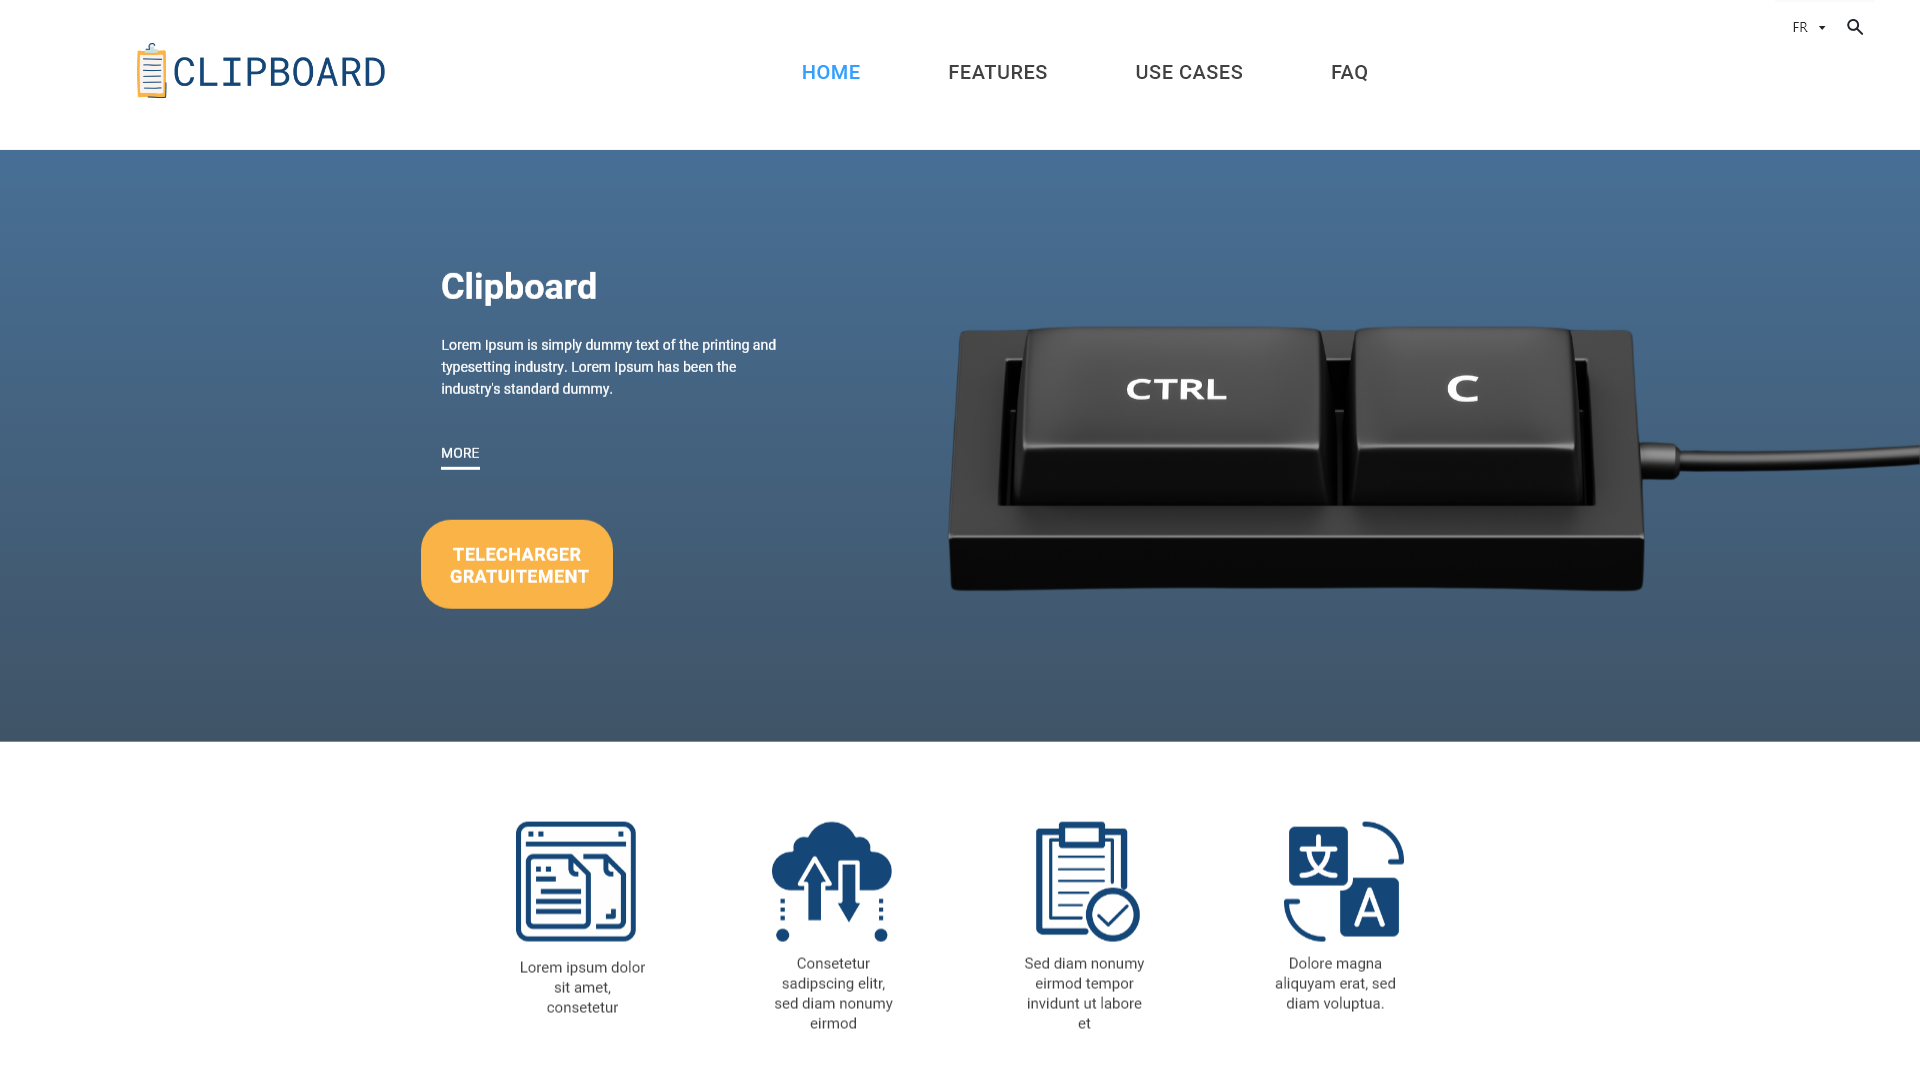 FR
CLIPBOARD
HOME
FEATURES
USE CASES
FAQ
Clipboard
Lorem Ipsum is simply dummy text of the printing and
typesetting industry. Lorem Ipsum has been the
industry's standard dummy.
MORE
TELECHARGER
GRATUITEMENT
CTRL
C
文
A
Lorem ipsum dolor
sit amet,
consetetur
Consetetur
sadipscing elitr,
sed diam nonumy
eirmod
Sed diam nonumy
eirmod tempor
invidunt ut labore
et
Dolore magna
aliquyam erat, sed
diam voluptua.